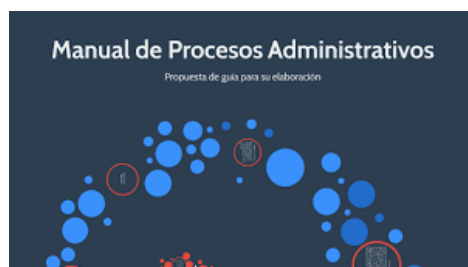 Manual de Procesos Administrativos
Propuesta de guía para su elaboración